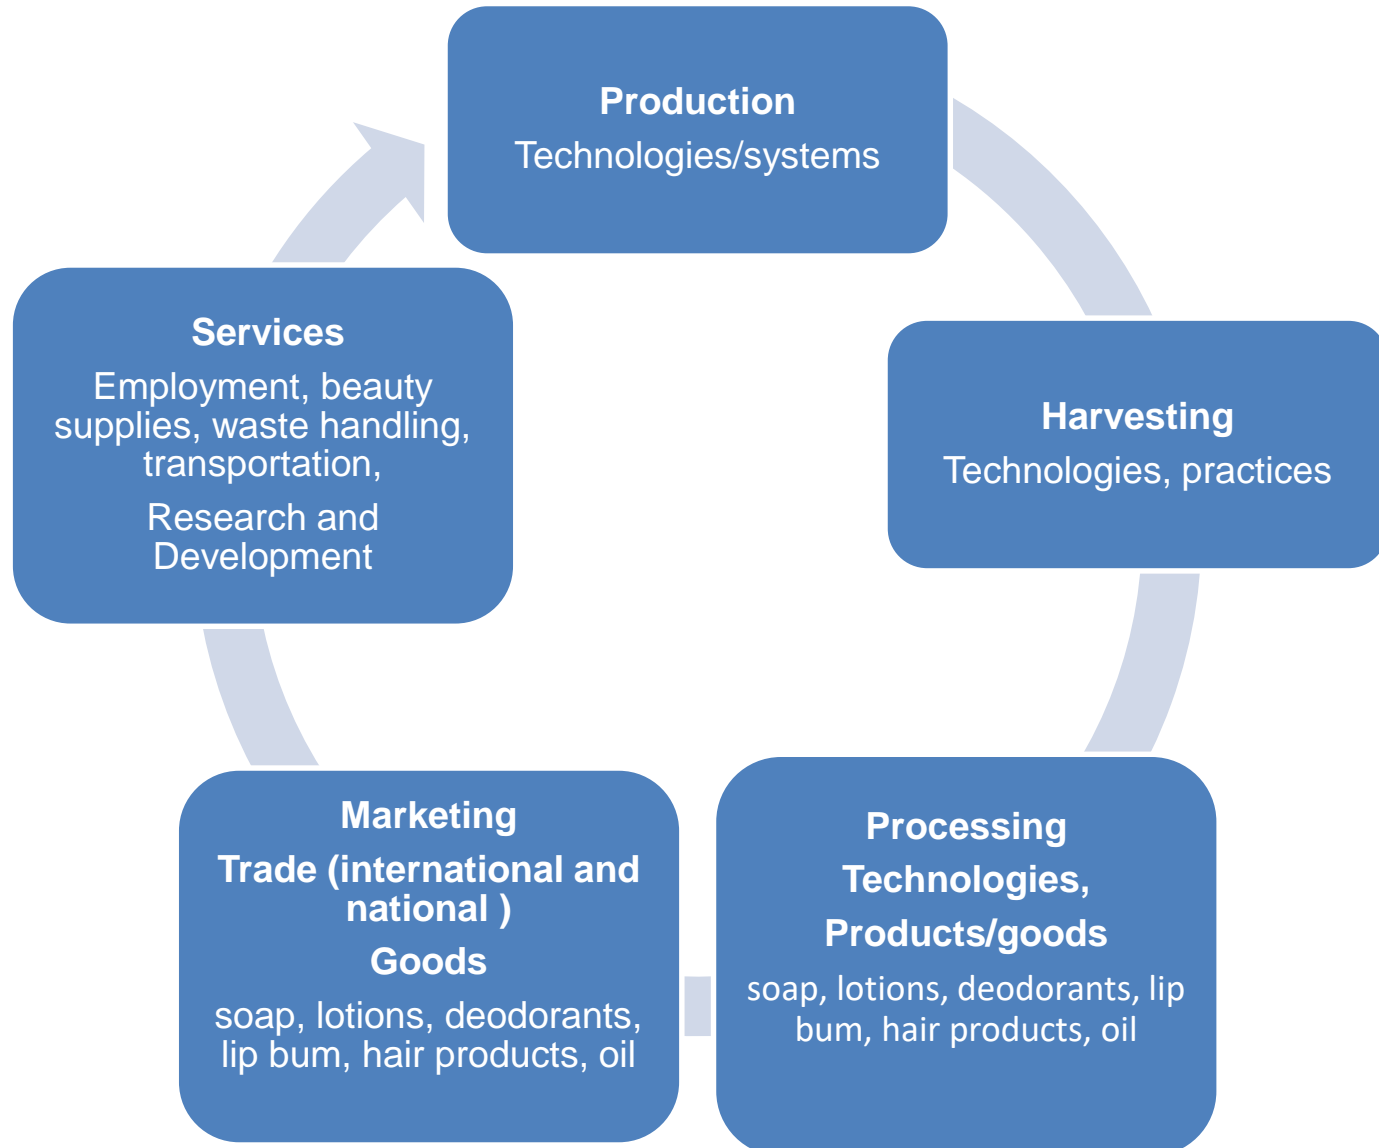 Production
Technologies/systems
Harvesting
Technologies, practices
Processing
Technologies,
Products/goods
soap, lotions, deodorants, lip
bum, hair products, oil
Marketing
Trade (international and
national )
Goods
soap, lotions, deodorants,
lip bum, hair products, oil
Services
Employment, beauty
supplies, waste handling,
transportation,
Research and
Development